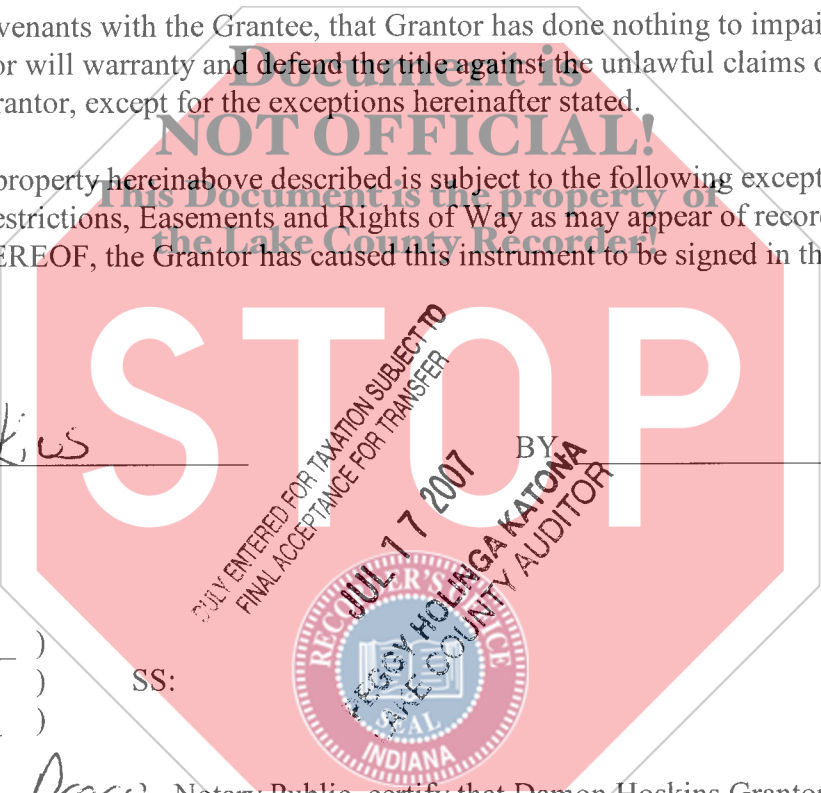 venants with the Grantee, that Grantor has done nothing to impai
Document is
or will warranty and defend the title against the unlawful claims o
rantor, except for the exceptions hereinafter stated.
NOT OFFICIAL!
property hereinabove described is subject to the following except
This Document is the property of
estrictions, Easements and Rights of Way as may appear of recor
the Lake County Recorder!
EREOF, the Grantor has caused this instrument to be signed in th
STOP
DULY ENTERED FOR TAXATION SUBJECT TO
FINAL ACCEPTANCE FOR TRANSFER
kins
BY
JUL 17 2007
PEGGY HOLINGA KATONA
LAKE COUNTY AUDITOR
RECORDER'S OFFICE
SEAL
INDIANA
)
) SS:
)
Notary Public, certify that Damon Hoskins Grantor